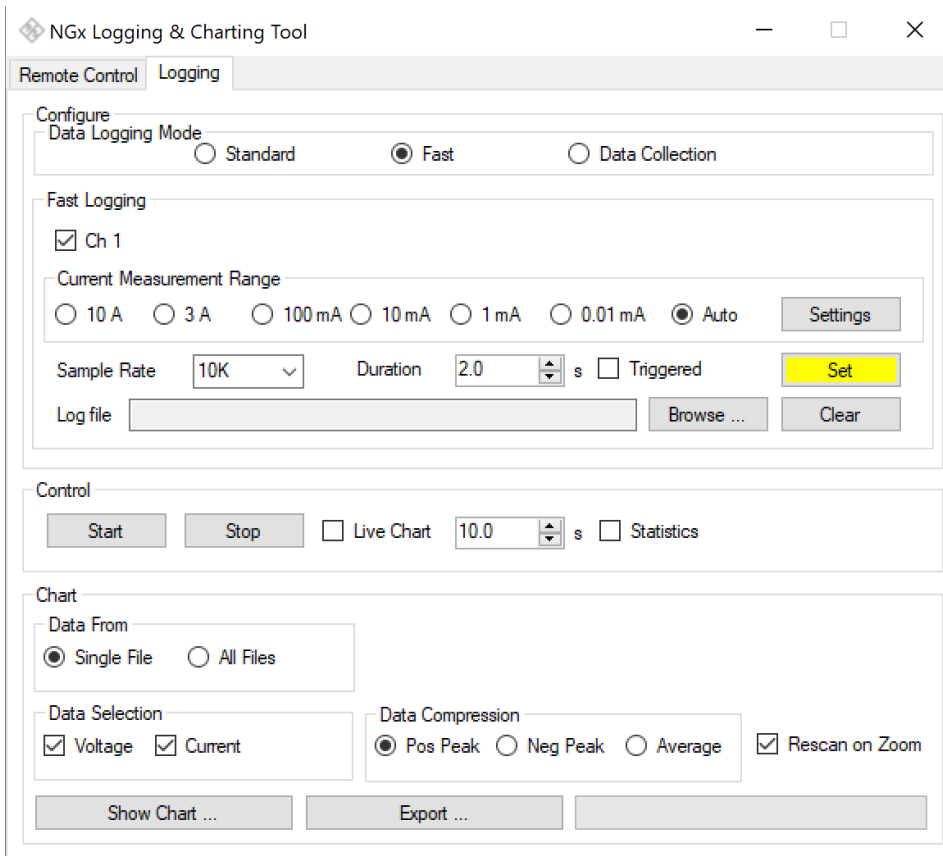 NGx Logging & Charting Tool
Remote Control Logging
Configure
Data Logging Mode
Standard Fast Data Collection
Fast Logging
Ch 1
Current Measurement Range
10 A 3 A 100 mA 10 mA 1 mA 0.01 mA Auto Settings
Sample Rate 10K Duration 2.0 s Triggered Set
Log file Browse ... Clear
Control
Start Stop Live Chart 10.0 s Statistics
Chart
Data From
Single File All Files
Data Selection Data Compression
Voltage Current Pos Peak Neg Peak Average Rescan on Zoom
Show Chart ... Export ...